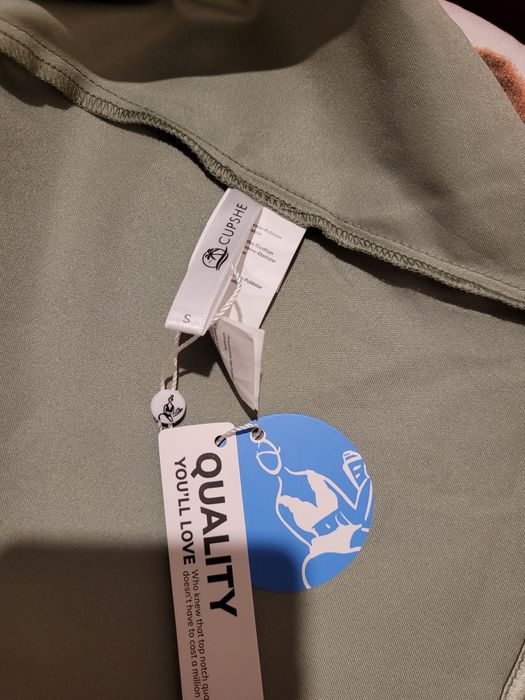 CUPSHE
S
QUALITY
YOU'LL LOVE
Who knew that top notch
doesn't have to cost a million